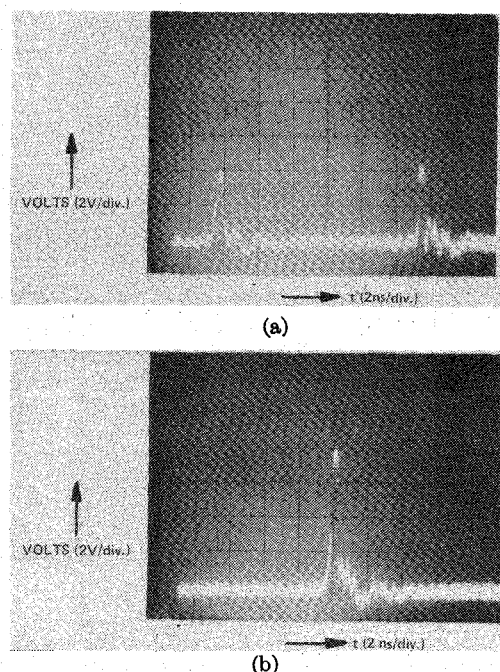 VOLTS (2V/div.)
t (2ns/div.)
(a)
VOLTS (2V/div.)
t (2 ns/div.)
(b)